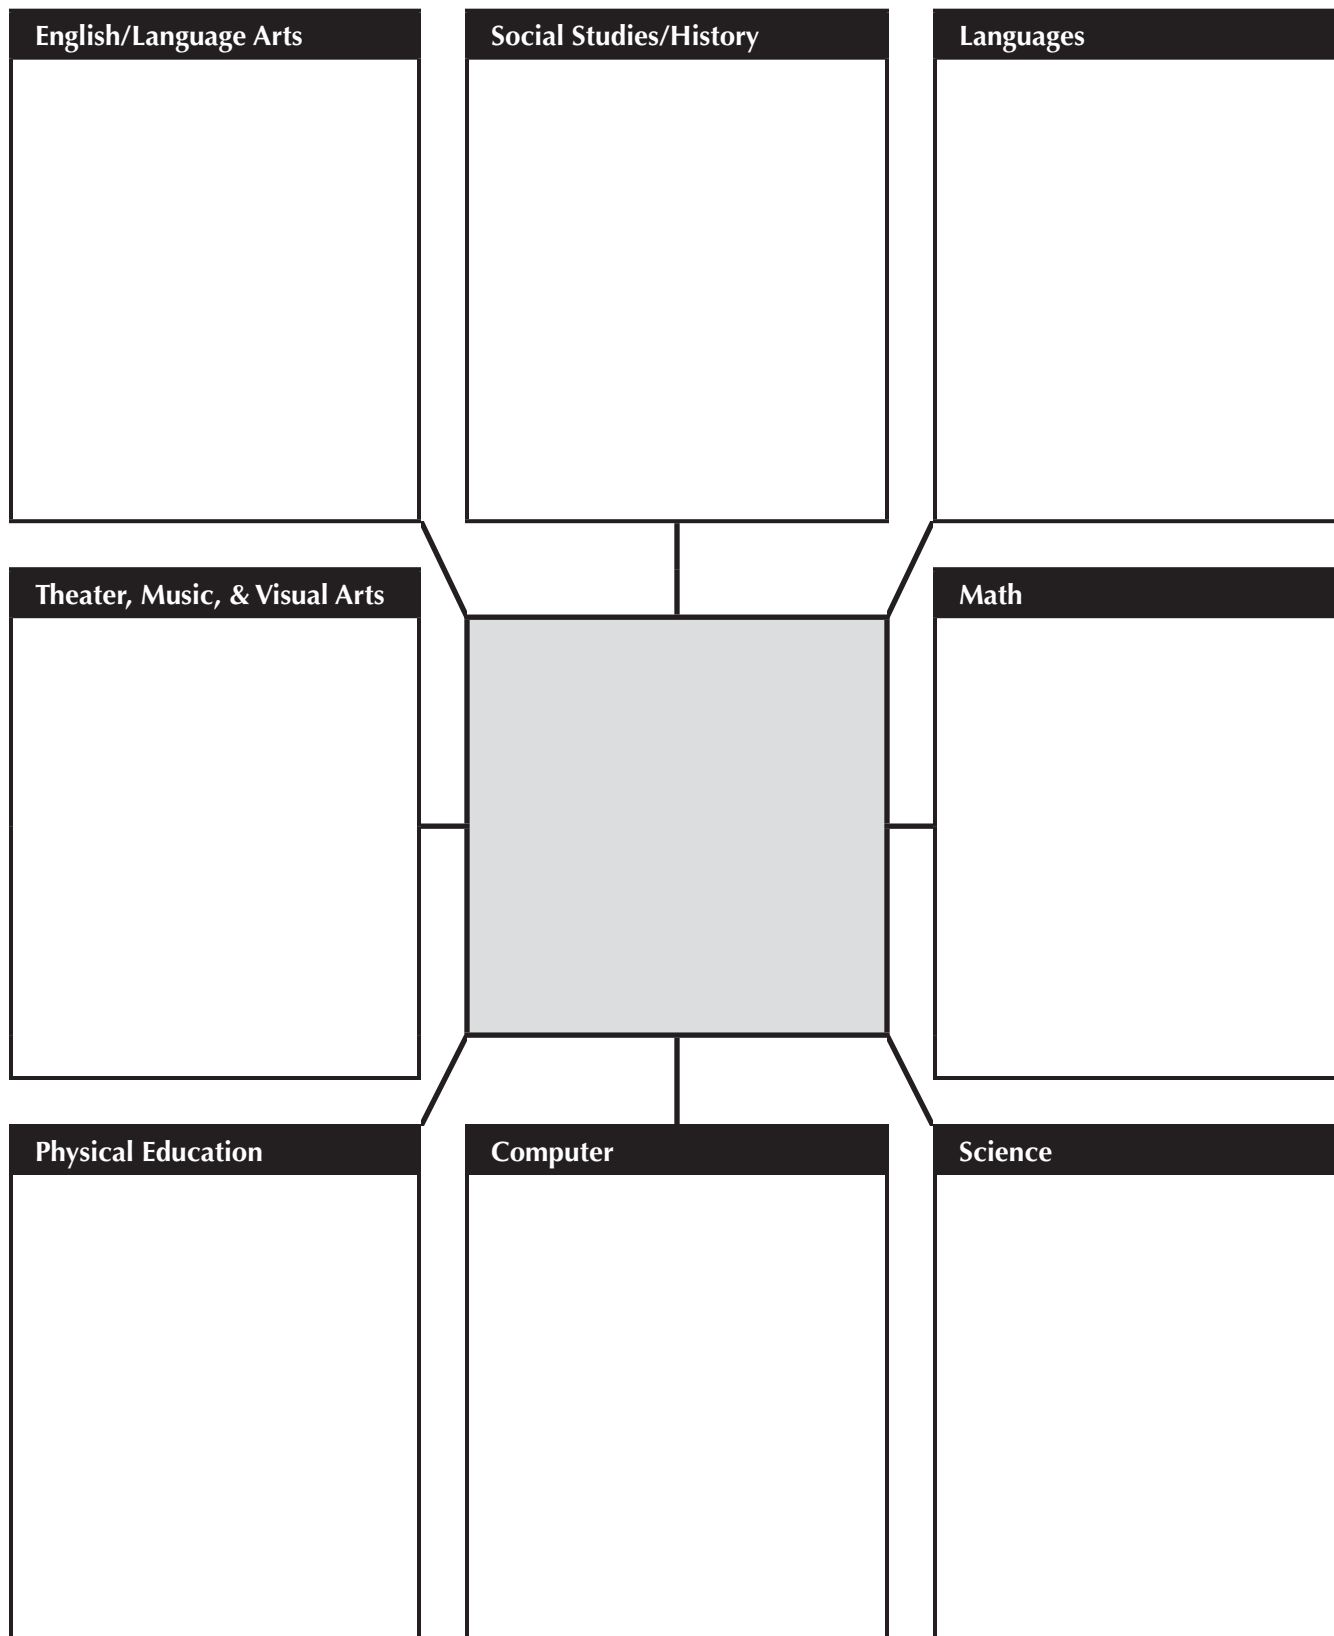 English/Language Arts
Social Studies/History
Languages
Theater, Music, & Visual Arts
Math
Physical Education
Computer
Science